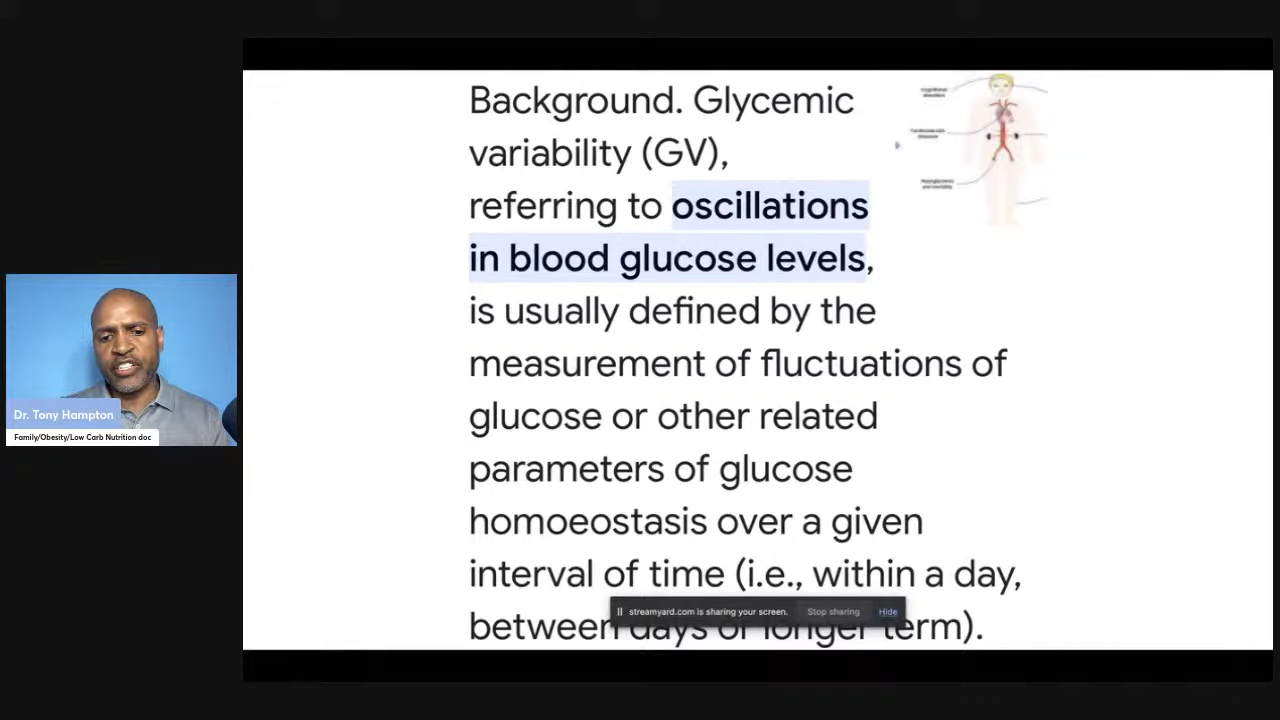 Background. Glycemic
variability (GV),
referring to oscillations
in blood glucose levels,
is usually defined by the
measurement of fluctuations of
glucose or other related
parameters of glucose
homoeostasis over a given
interval of time (i.e., within a day,
between days or longer term).
streamyard.com is sharing your screen. Stop sharing Hide
Dr. Tony Hampton
Family/Obesity/Low Carb Nutrition doc